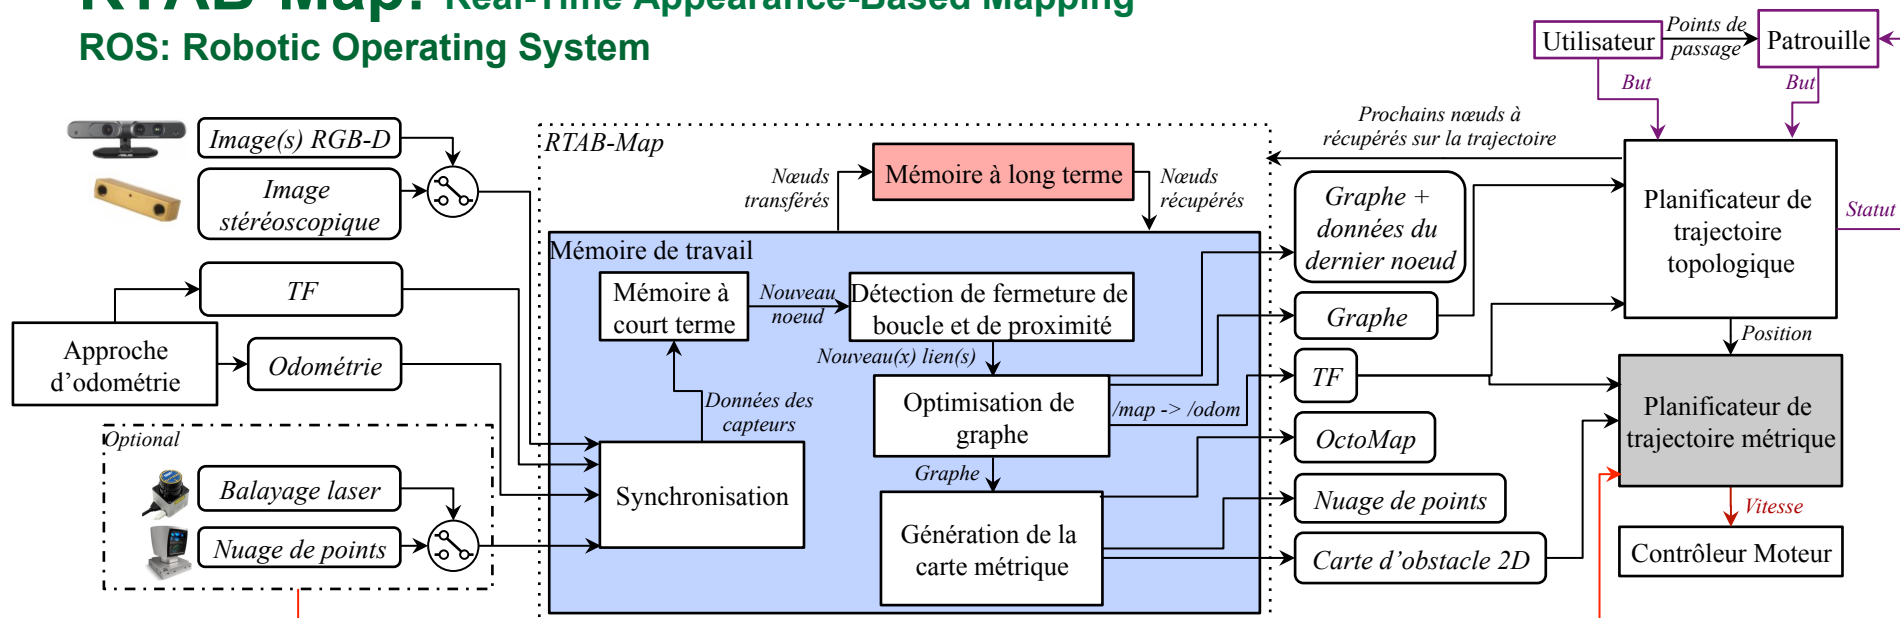 RTAB-Map: Real-Time Appearance-Based Mapping
ROS: Robotic Operating System
Utilisateur
Points de
passage
Patrouille
But
But
Image(s) RGB-D
Image
stéréoscopique
TF
Approche
d'odométrie
Odométrie
Optional
Balayage laser
Nuage de points
RTAB-Map
Nœuds
transférés
Mémoire à long terme
Nœuds
récupérés
Mémoire de travail
Mémoire à
court terme
Nouveau
noeud
Détection de fermeture de
boucle et de proximité
Nouveau(x) lien(s)
Données des
capteurs
Synchronisation
Optimisation de
graphe
/map -> /odom
Graphe
Génération de la
carte métrique
Prochains nœuds à
récupérés sur la trajectoire
Graphe +
données du
dernier noeud
Graphe
TF
OctoMap
Nuage de points
Carte d'obstacle 2D
Planificateur de
trajectoire
topologique
Statut
Position
Planificateur de
trajectoire métrique
Vitesse
Contrôleur Moteur